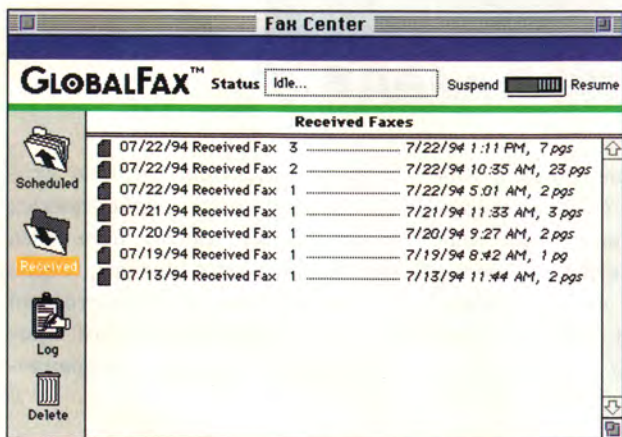 Fax Center
GLOBALFAX™ Status Idle... Suspend Resume
Received Faxes
Scheduled
Received
Log
Delete
07/22/94 Received Fax 3 ........ 7/22/94 1:11 PM, 7 pgs
07/22/94 Received Fax 2 ........ 7/22/94 10:35 AM, 23 pgs
07/22/94 Received Fax 1 ........ 7/22/94 5:01 AM, 2 pgs
07/21/94 Received Fax 1 ........ 7/21/94 11:33 AM, 3 pgs
07/20/94 Received Fax 1 ........ 7/20/94 9:27 AM, 2 pgs
07/19/94 Received Fax 1 ........ 7/19/94 8:42 AM, 1 pg
07/13/94 Received Fax 1 ........ 7/13/94 11:44 AM, 2 pgs